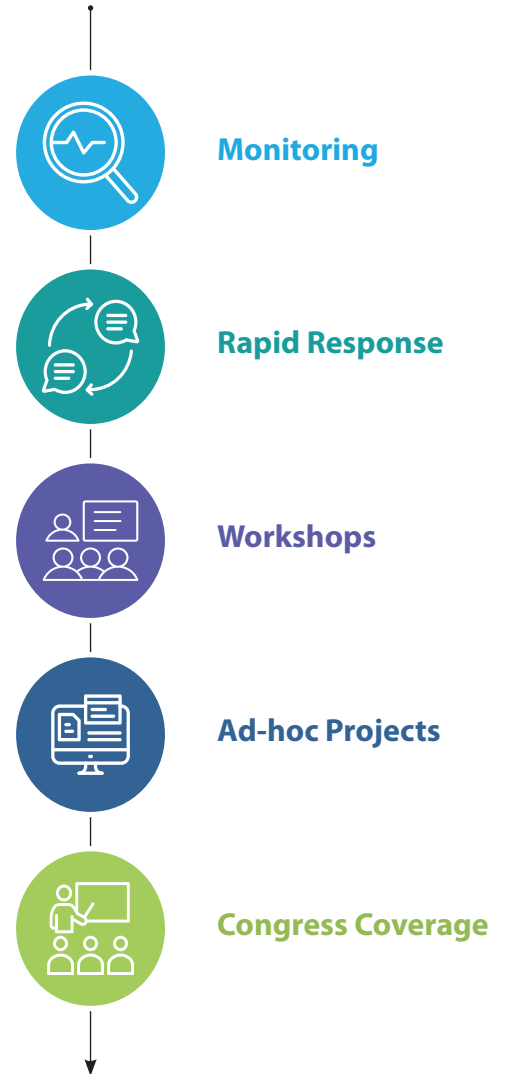 Monitoring
Rapid Response
Workshops
Ad-hoc Projects
Congress Coverage